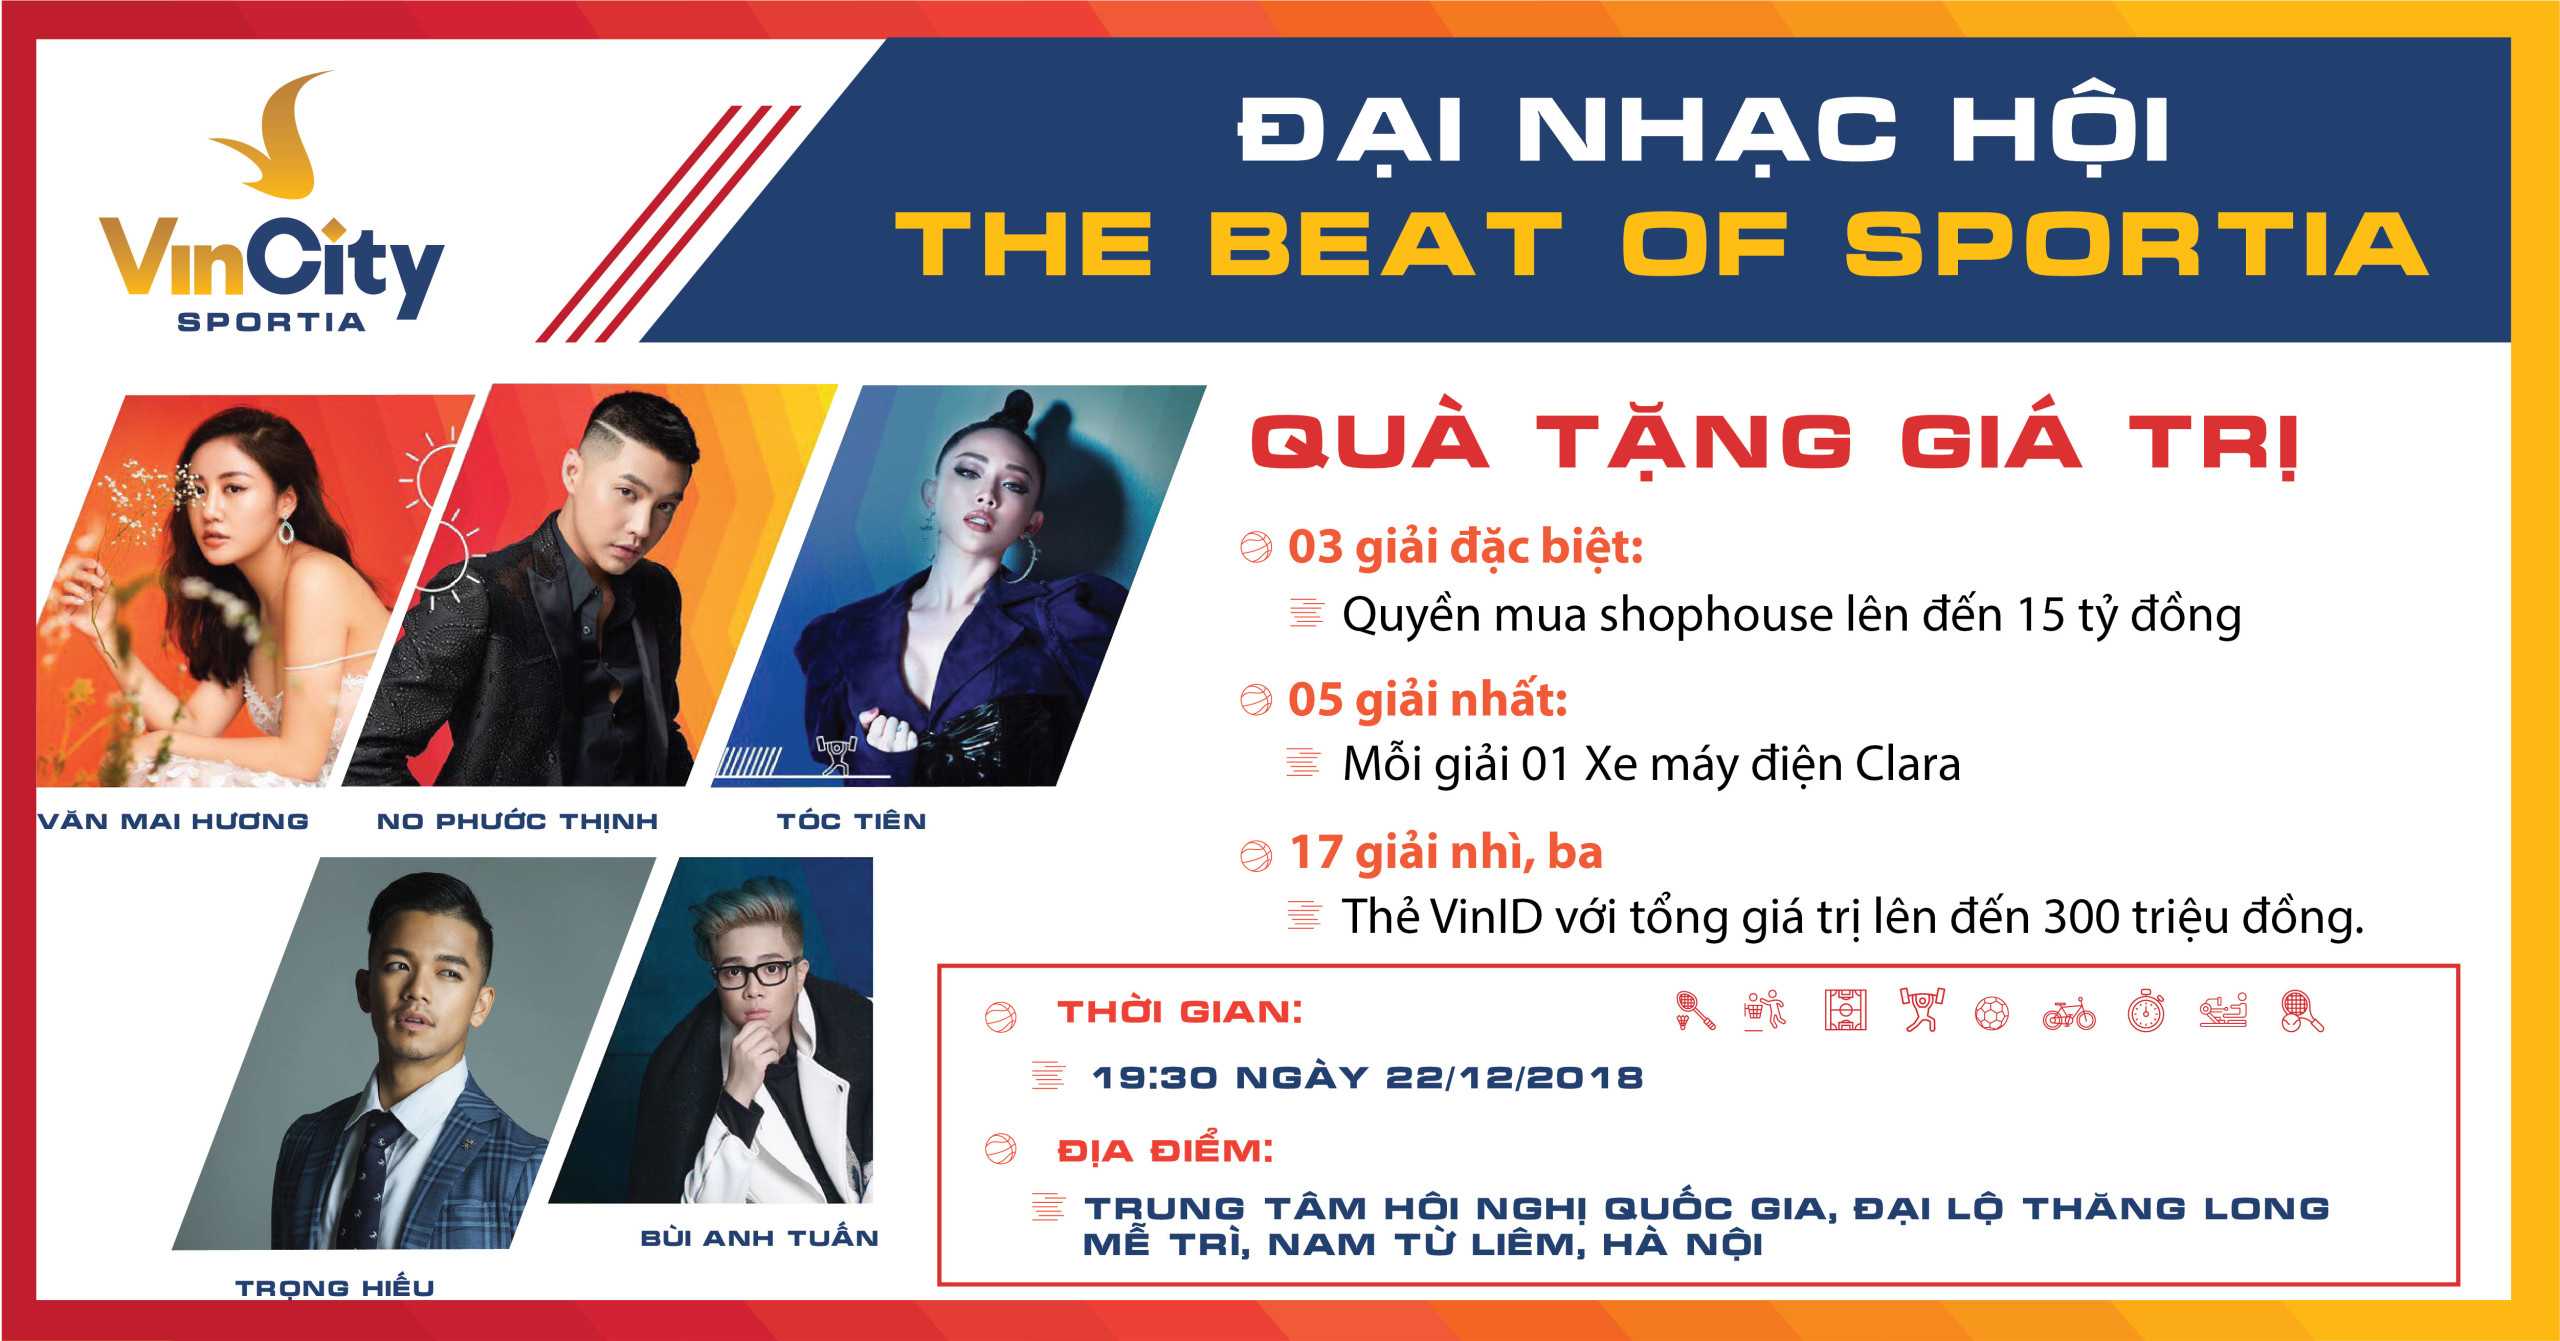 VinCity
SPORTIA
ĐẠI NHẠC HỘI
THE BEAT OF SPORTIA
VĂN MAI HƯƠNG
NO PHƯỚC THỊNH
TÓC TIÊN
TRỌNG HIẾU
BÙI ANH TUẤN
QUÀ TẶNG GIÁ TRỊ
03 giải đặc biệt:
Quyền mua shophouse lên đến 15 tỷ đồng
05 giải nhất:
Mỗi giải 01 Xe máy điện Clara
17 giải nhì, ba
Thẻ VinID với tổng giá trị lên đến 300 triệu đồng.
THỜI GIAN:
19:30 NGÀY 22/12/2018
ĐỊA ĐIỂM:
TRUNG TÂM HÔI NGHỊ QUỐC GIA, ĐẠI LỘ THĂNG LONG
MỄ TRÌ, NAM TỪ LIÊM, HÀ NỘI